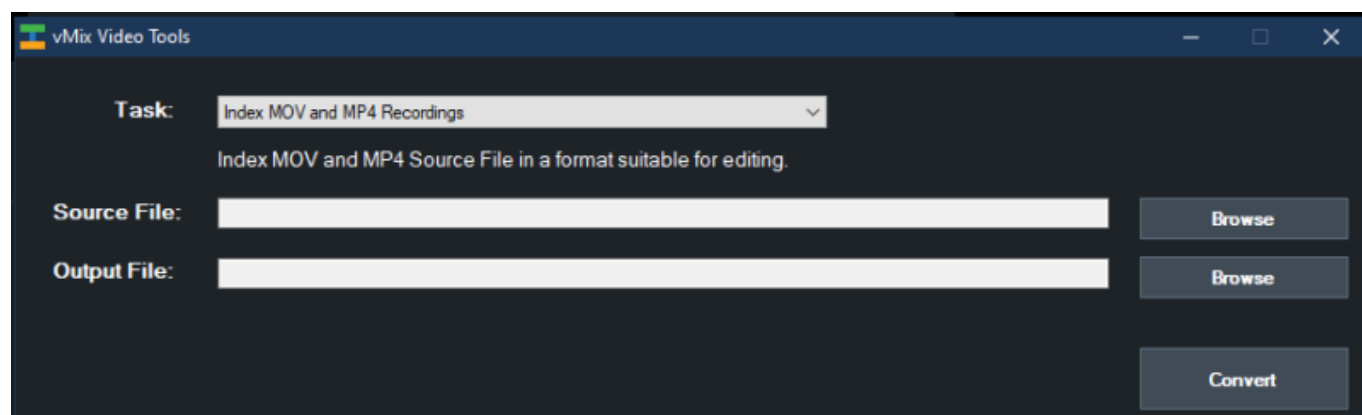 vMix Video Tools
Task: Index MOV and MP4 Recordings
Index MOV and MP4 Source File in a format suitable for editing.
Source File: Browse
Output File: Browse
Convert